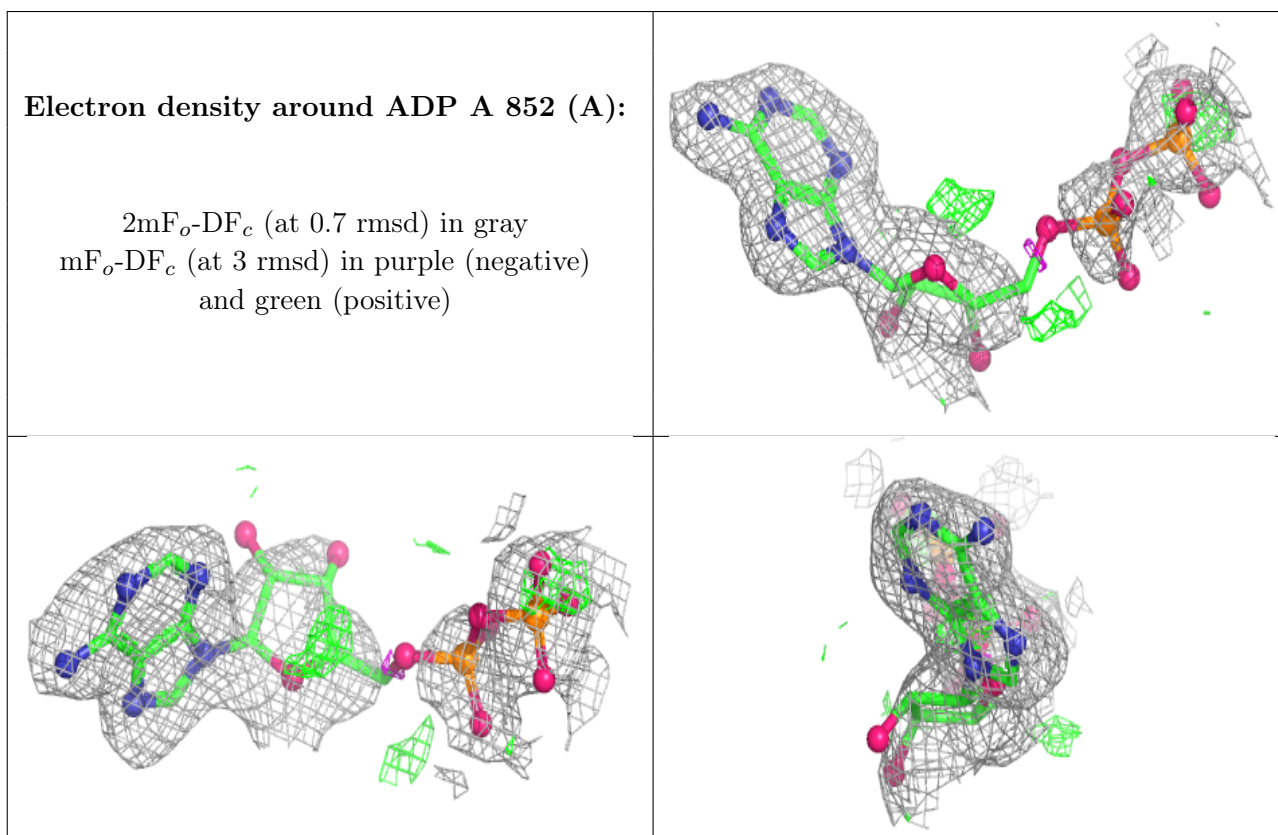 Electron density around ADP A 852 (A):
2mFₒ-DF𝒸 (at 0.7 rmsd) in gray
mFₒ-DF𝒸 (at 3 rmsd) in purple (negative)
and green (positive)